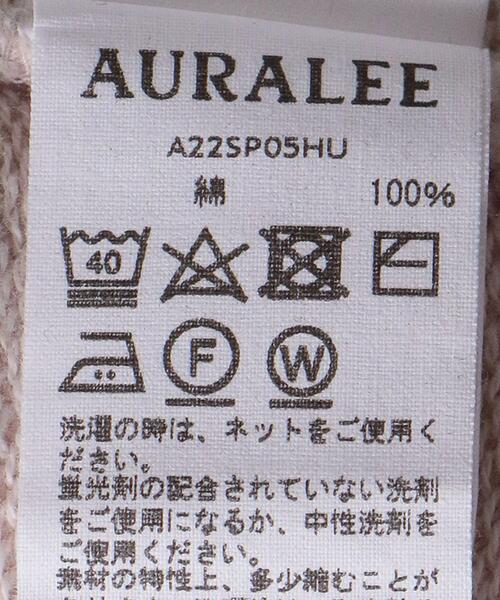 AURALEE
A22SP05HU
綿 100%
40
F W
洗濯の時は、ネットをご使用く
ださい。
蛍光剤の配合されていない洗剤
をご使用になるか、中性洗剤を
ご使用ください。
素材の特性上、多少縮むことが